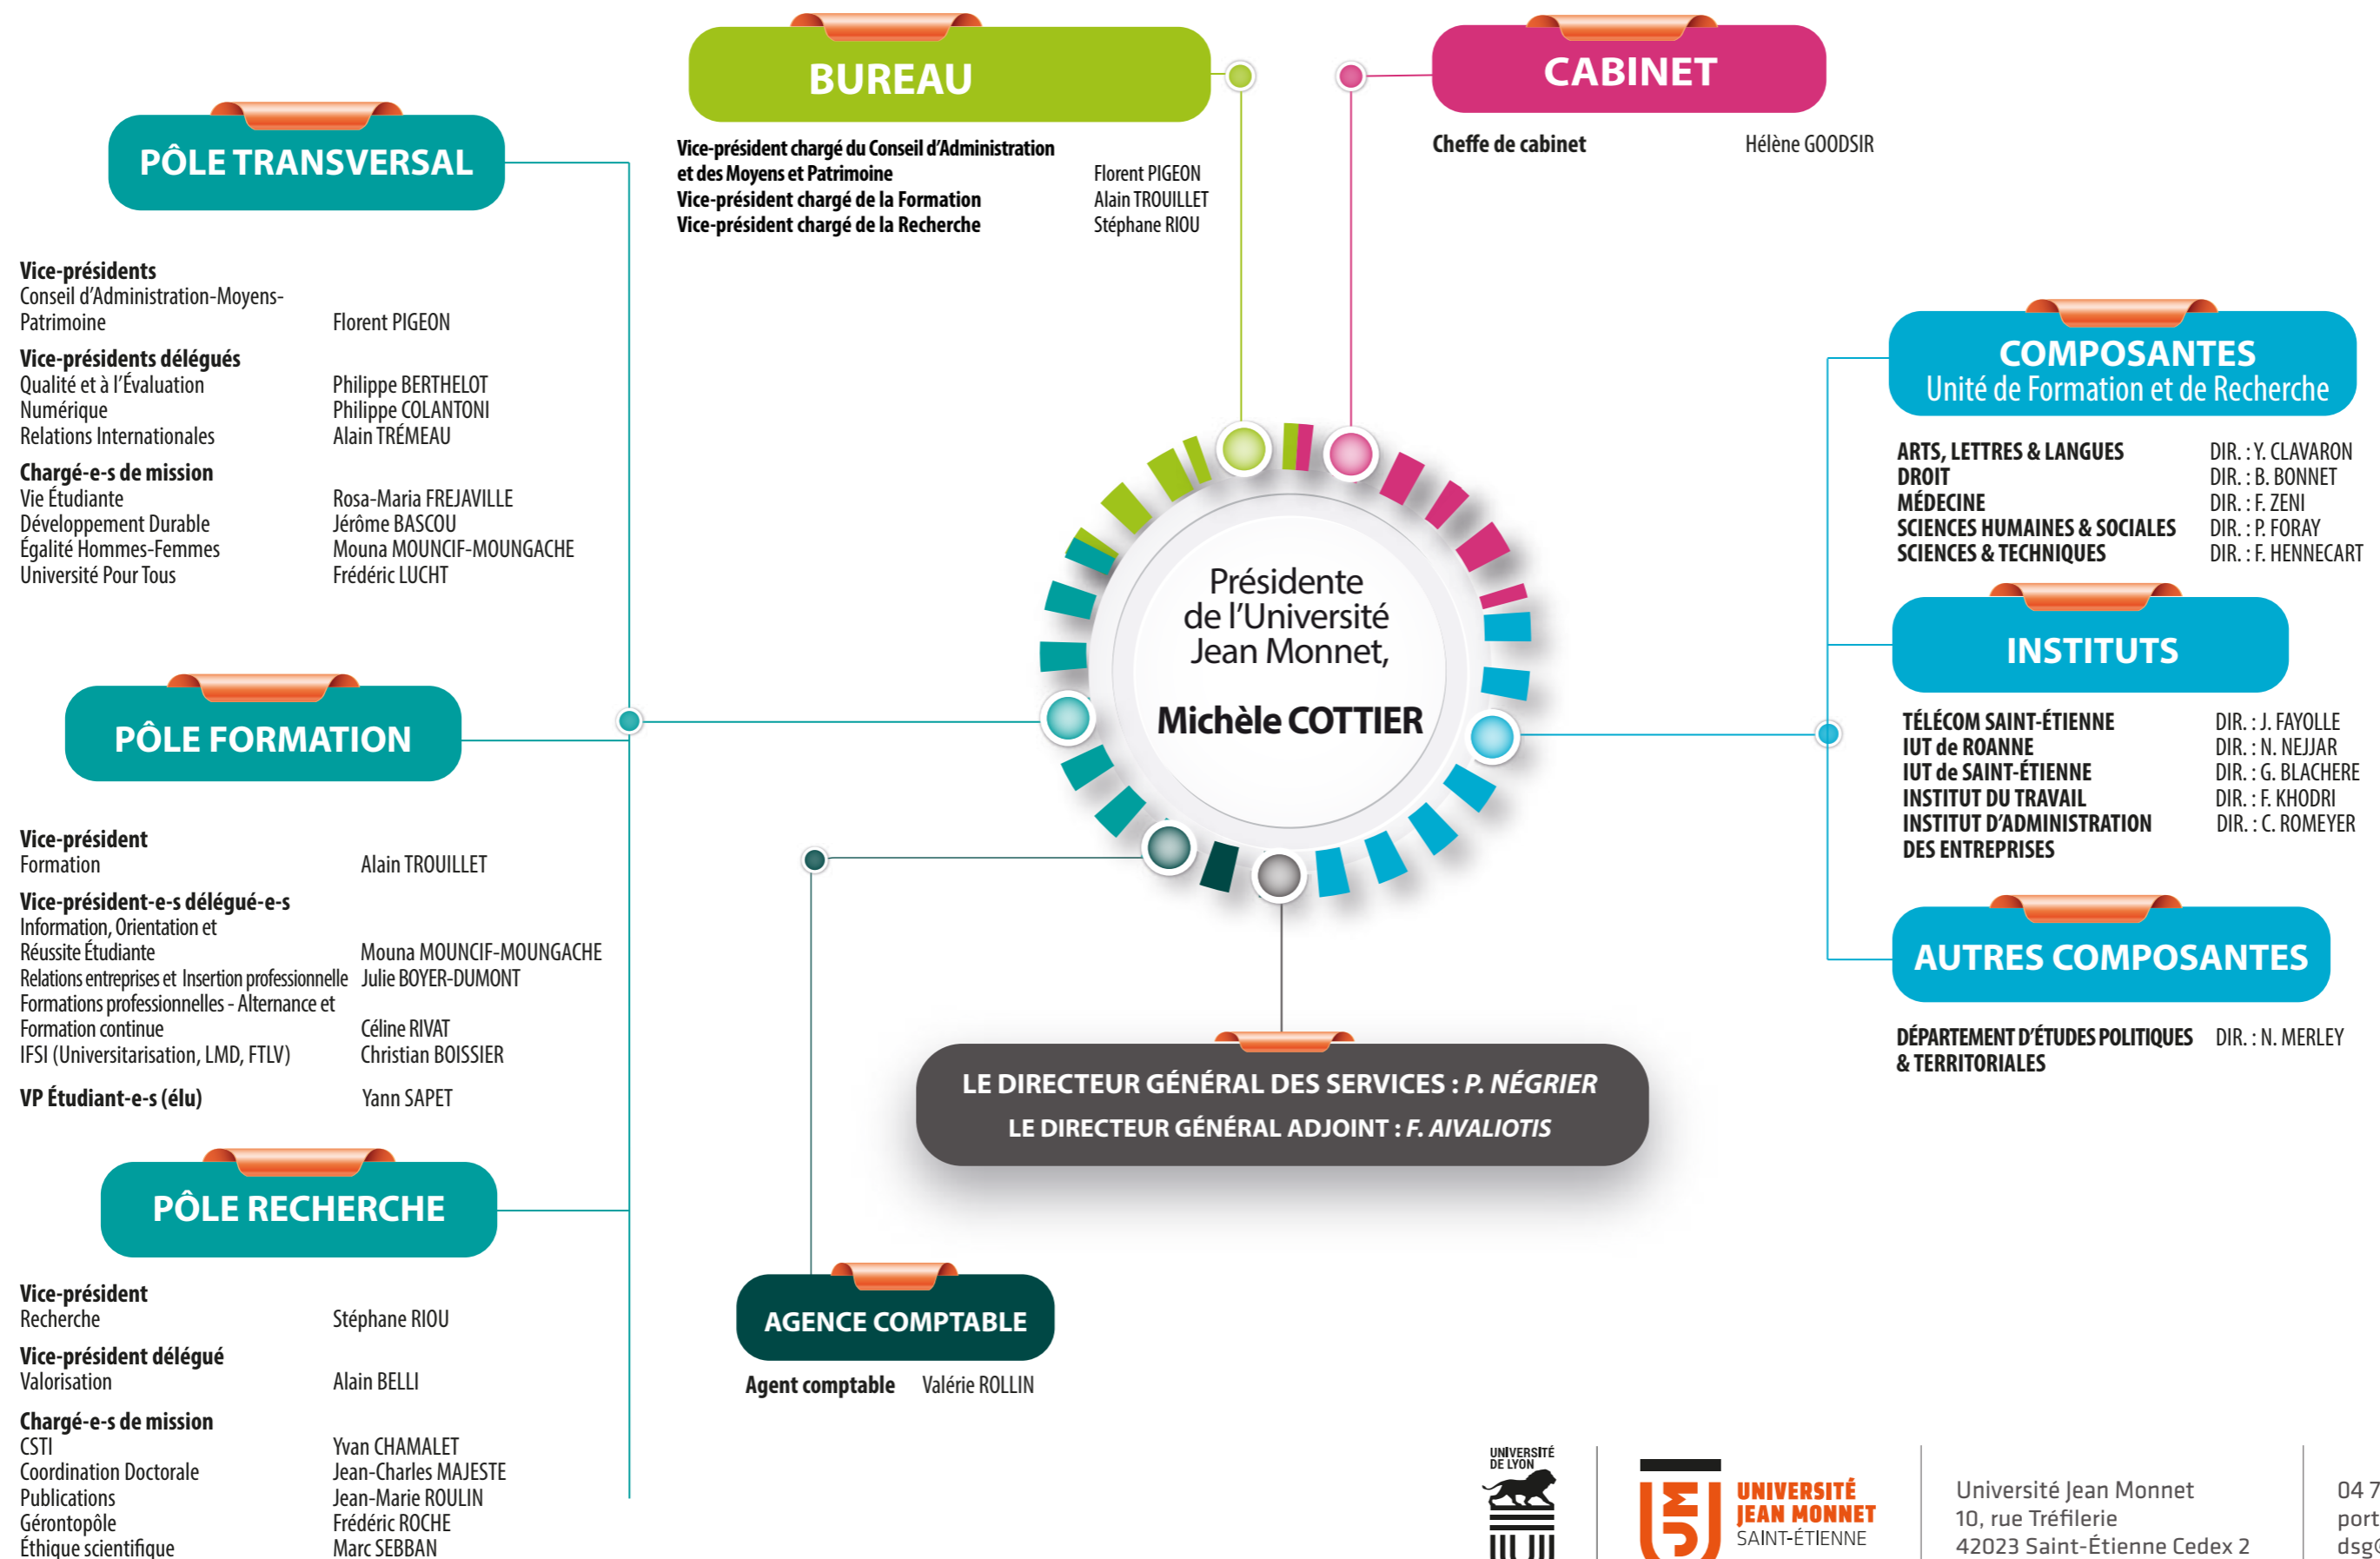 BUREAU
Vice-président chargé du Conseil d'Administration
et des Moyens et Patrimoine Florent PIGEON
Vice-président chargé de la Formation Alain TROUILLET
Vice-président chargé de la Recherche Stéphane RIOU
CABINET
Cheffe de cabinet Hélène GOODSIR
PÔLE TRANSVERSAL
Vice-présidents
Conseil d'Administration-Moyens-
Patrimoine Florent PIGEON
Vice-présidents délégués
Qualité et à l'Évaluation Philippe BERTHELOT
Numérique Philippe COLANTONI
Relations Internationales Alain TRÉMEAU
Chargé-e-s de mission
Vie Étudiante Rosa-Maria FREJAVILLE
Développement Durable Jérôme BASCOU
Égalité Hommes-Femmes Mouna MOUNCIF-MOUNGACHE
Université Pour Tous Frédéric LUCHT
PÔLE FORMATION
Vice-président
Formation Alain TROUILLET
Vice-président-e-s délégué-e-s
Information, Orientation et
Réussite Étudiante Mouna MOUNCIF-MOUNGACHE
Relations entreprises et Insertion professionnelle Julie BOYER-DUMONT
Formations professionnelles - Alternance et
Formation continue Céline RIVAT
IFSI (Universitarisation, LMD, FTLV) Christian BOISSIER
VP Étudiant-e-s (élu) Yann SAPET
PÔLE RECHERCHE
Vice-président
Recherche Stéphane RIOU
Vice-président délégué
Valorisation Alain BELLI
Chargé-e-s de mission
CSTI Yvan CHAMALET
Coordination Doctorale Jean-Charles MAJESTE
Publications Jean-Marie ROULIN
Gérontopôle Frédéric ROCHE
Éthique scientifique Marc SEBBAN
Présidente
de l'Université
Jean Monnet,
Michèle COTTIER
LE DIRECTEUR GÉNÉRAL DES SERVICES : P. NÉGRIER
LE DIRECTEUR GÉNÉRAL ADJOINT : F. AIVALIOTIS
AGENCE COMPTABLE
Agent comptable Valérie ROLLIN
COMPOSANTES
Unité de Formation et de Recherche
ARTS, LETTRES & LANGUES DIR. : Y. CLAVARON
DROIT DIR. : B. BONNET
MÉDECINE DIR. : F. ZENI
SCIENCES HUMAINES & SOCIALES DIR. : P. FORAY
SCIENCES & TECHNIQUES DIR. : F. HENNECART
INSTITUTS
TÉLÉCOM SAINT-ÉTIENNE DIR. : J. FAYOLLE
IUT de ROANNE DIR. : N. NEJJAR
IUT de SAINT-ÉTIENNE DIR. : G. BLACHERE
INSTITUT DU TRAVAIL DIR. : F. KHODRI
INSTITUT D'ADMINISTRATION DIR. : C. ROMEYER
DES ENTREPRISES
AUTRES COMPOSANTES
DÉPARTEMENT D'ÉTUDES POLITIQUES DIR. : N. MERLEY
& TERRITORIALES
UNIVERSITÉ
DE LYON
UJM
UNIVERSITÉ
JEAN MONNET
SAINT-ÉTIENNE
Université Jean Monnet
10, rue Tréfilerie
42023 Saint-Étienne Cedex 2
04 7
port
dsg